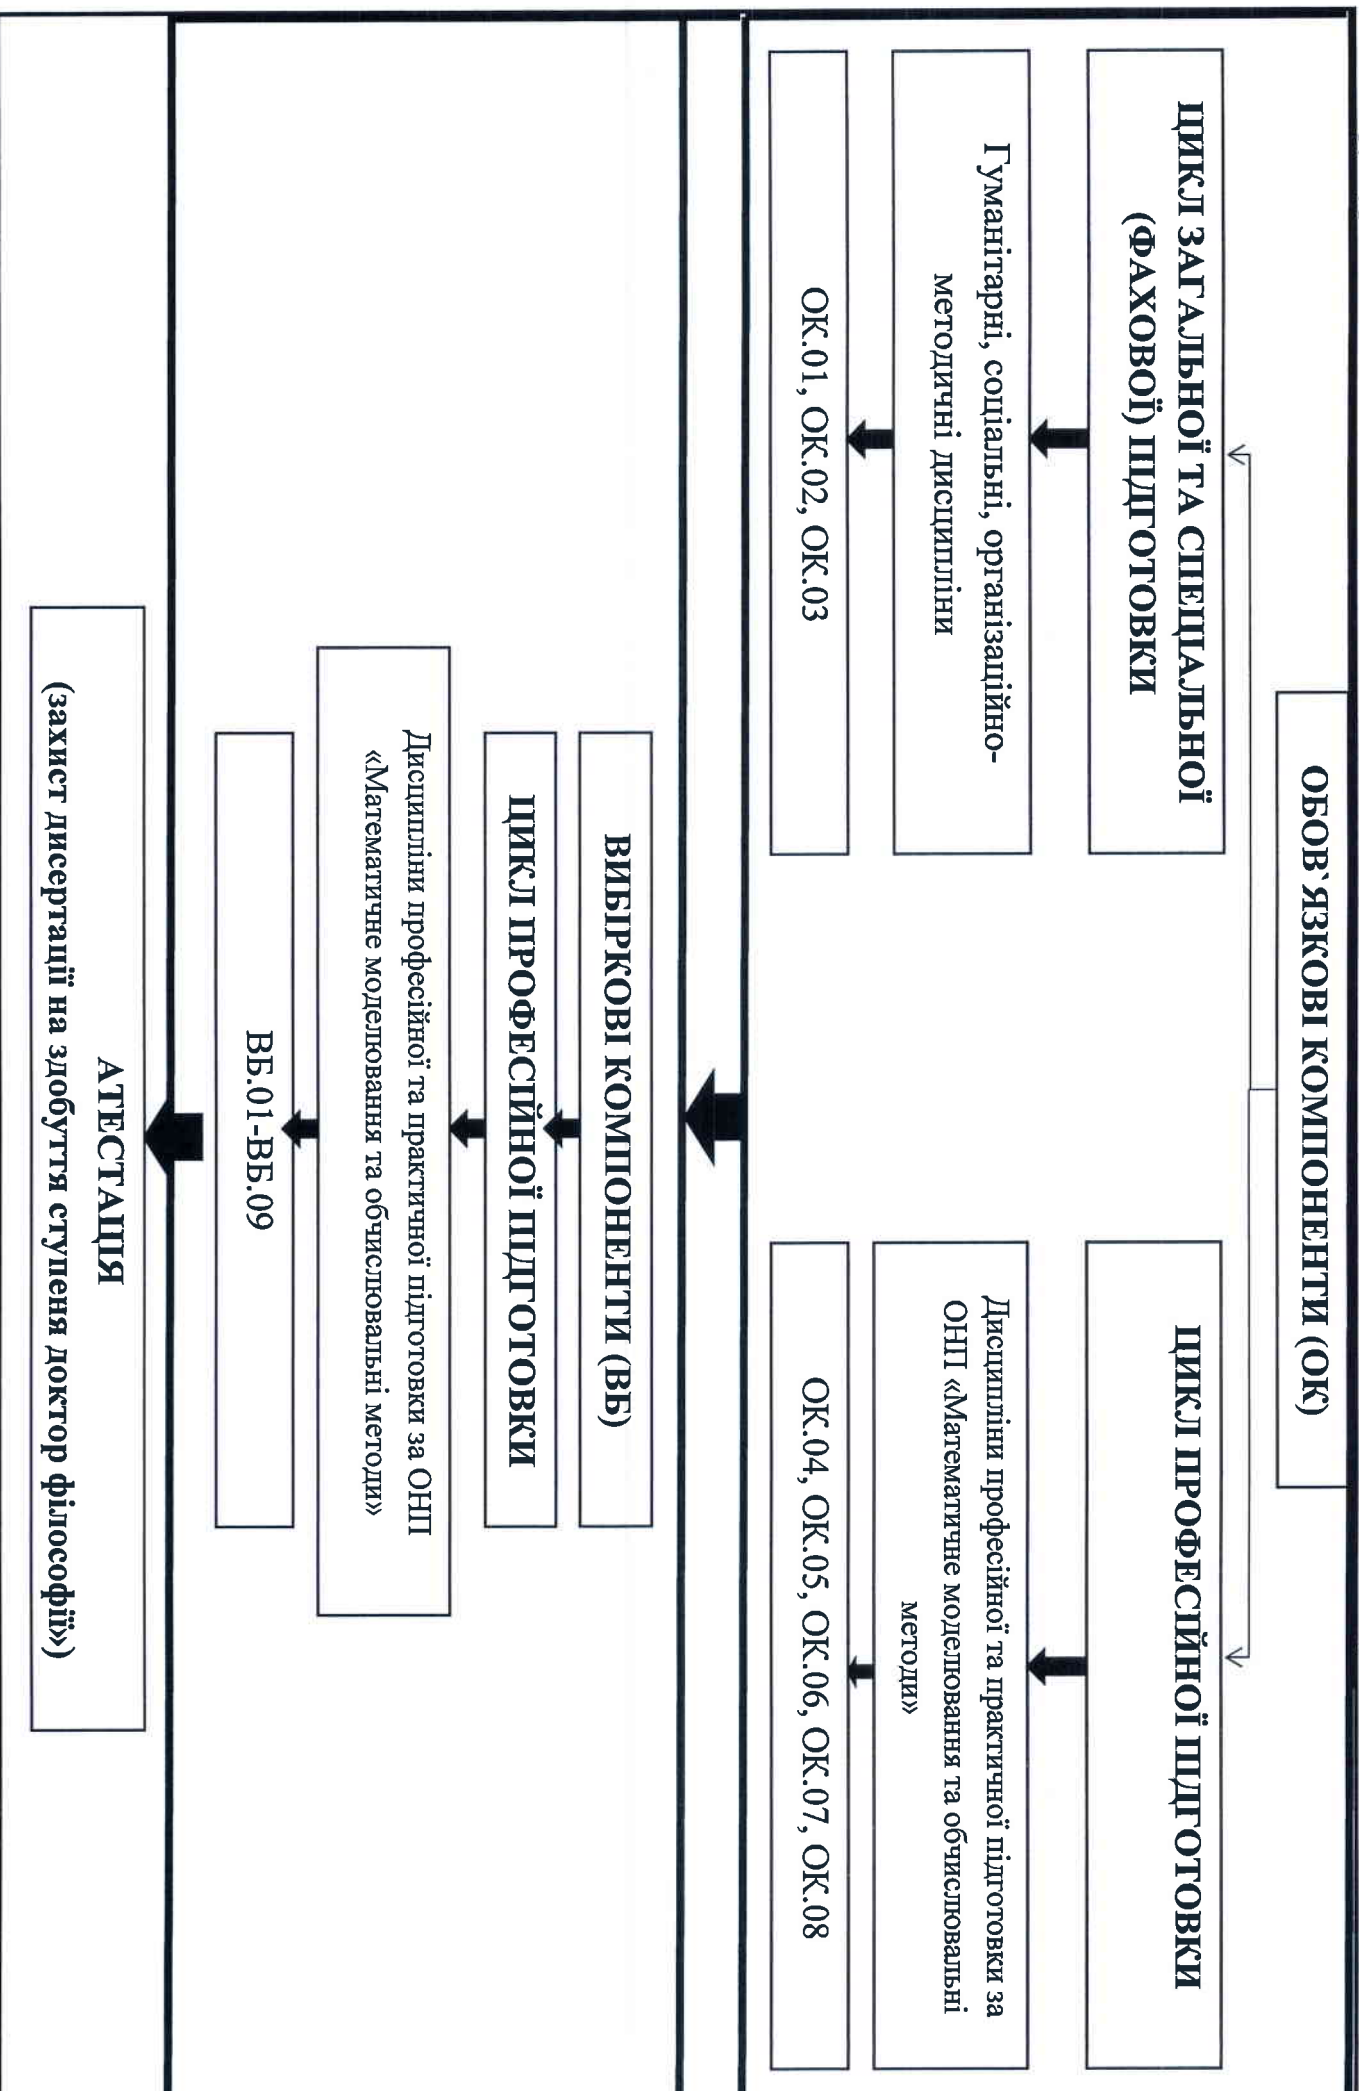 ОБОВ`ЯЗКОВІ КОМПОНЕНТИ (ОК)
ЦИКЛ ЗАГАЛЬНОЇ ТА СПЕЦІАЛЬНОЇ
(ФАХОВОЇ) ПІДГОТОВКИ
Гуманітарні, соціальні, організаційно-
методичні дисципліни
ОК.01, ОК.02, ОК.03
ЦИКЛ ПРОФЕСІЙНОЇ ПІДГОТОВКИ
Дисципліни професійної та практичної підготовки за
ОНП «Математичне моделювання та обчислювальні
методи»
ОК.04, ОК.05, ОК.06, ОК.07, ОК.08
ВИБІРКОВІ КОМПОНЕНТИ (ВБ)
ЦИКЛ ПРОФЕСІЙНОЇ ПІДГОТОВКИ
Дисципліни професійної та практичної підготовки за ОНП
«Математичне моделювання та обчислювальні методи»
ВБ.01-ВБ.09
АТЕСТАЦІЯ
(захист дисертації на здобуття ступеня доктор філософії»)